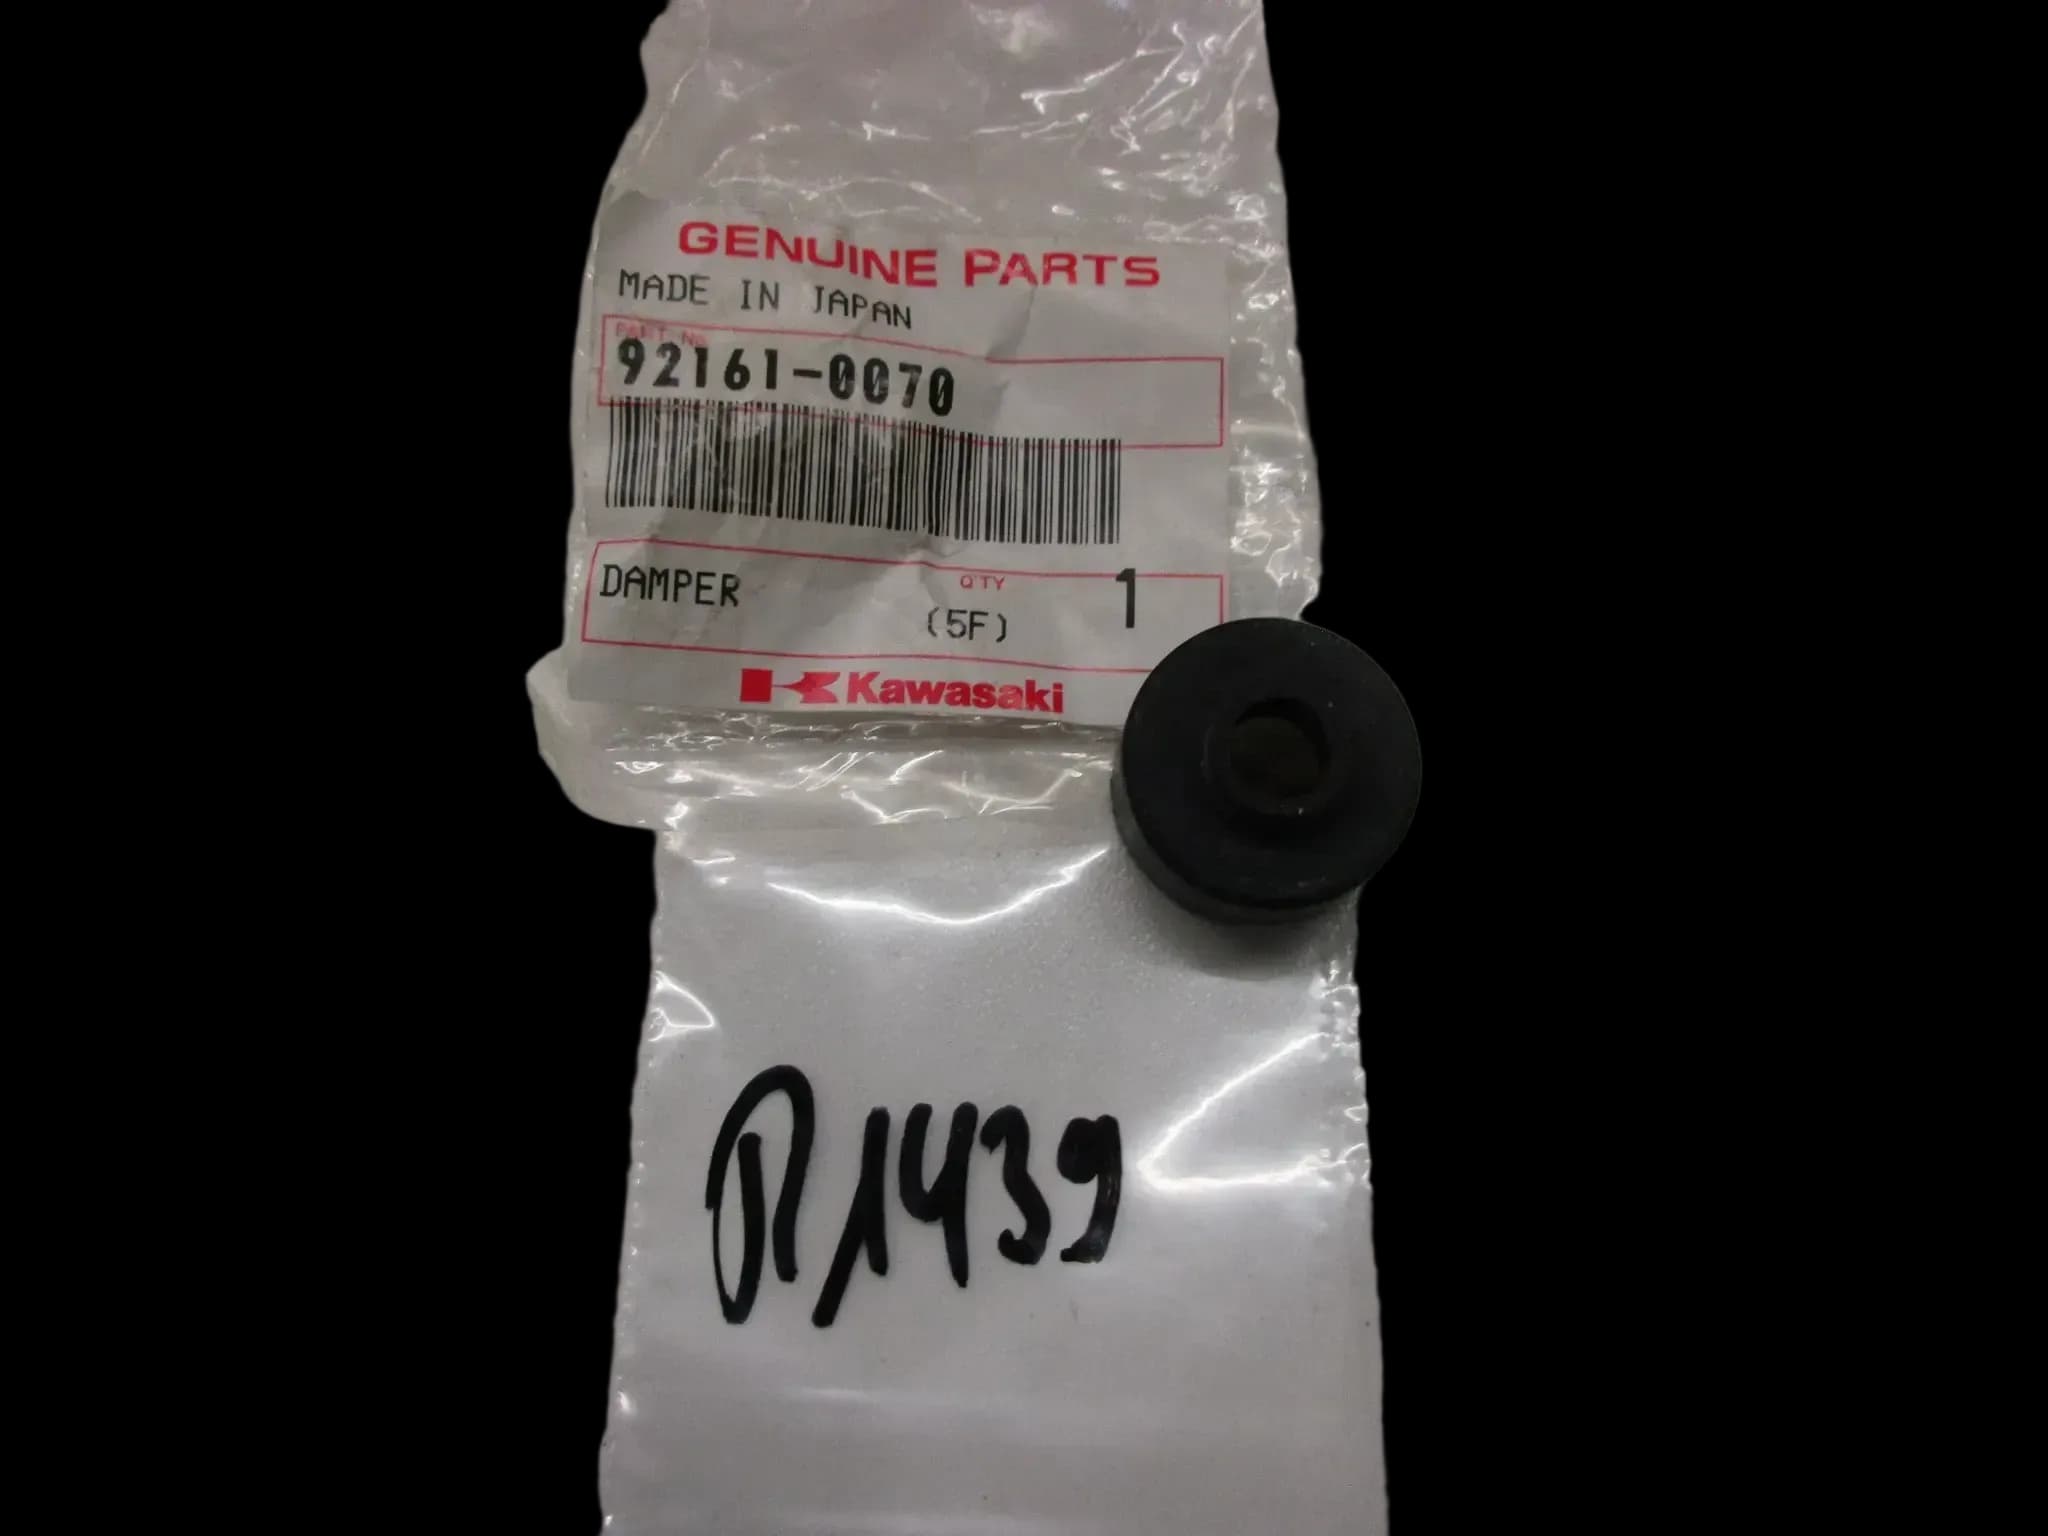 GENUINE PARTS
MADE IN JAPAN
PART No.
92161-0070
DAMPER
QTY
(5F)
1
Kawasaki
R1439